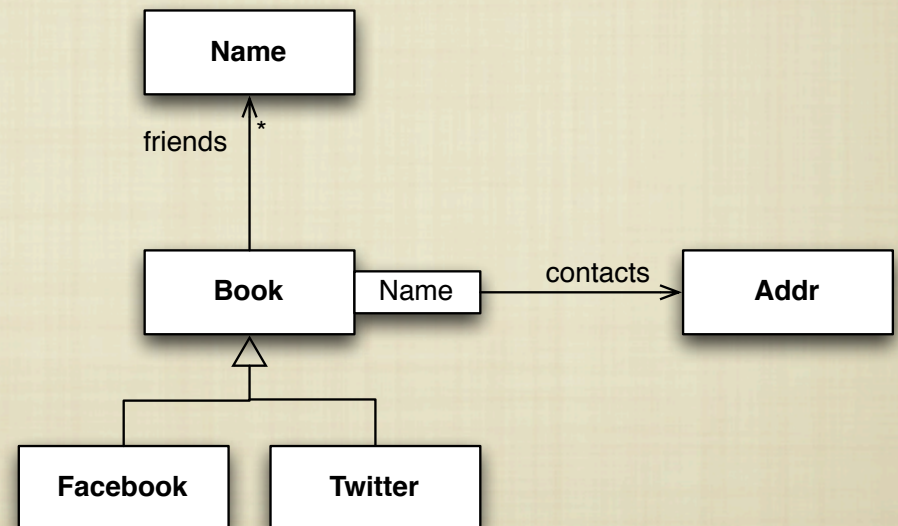 Name
friends
*
Book
Name
contacts
Addr
Facebook
Twitter